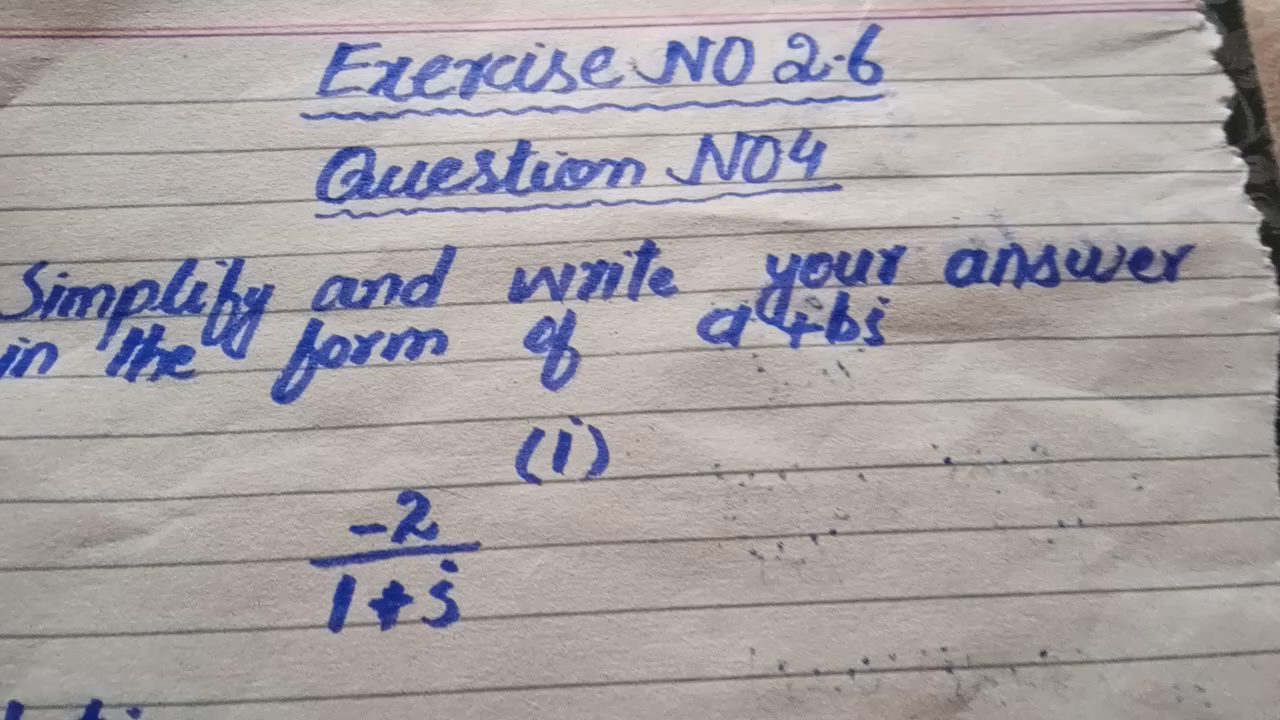 Exercise NO 2.6
Question NO4
Simplify and write your answer
in the form of a+bi
(i)
-2
1+i